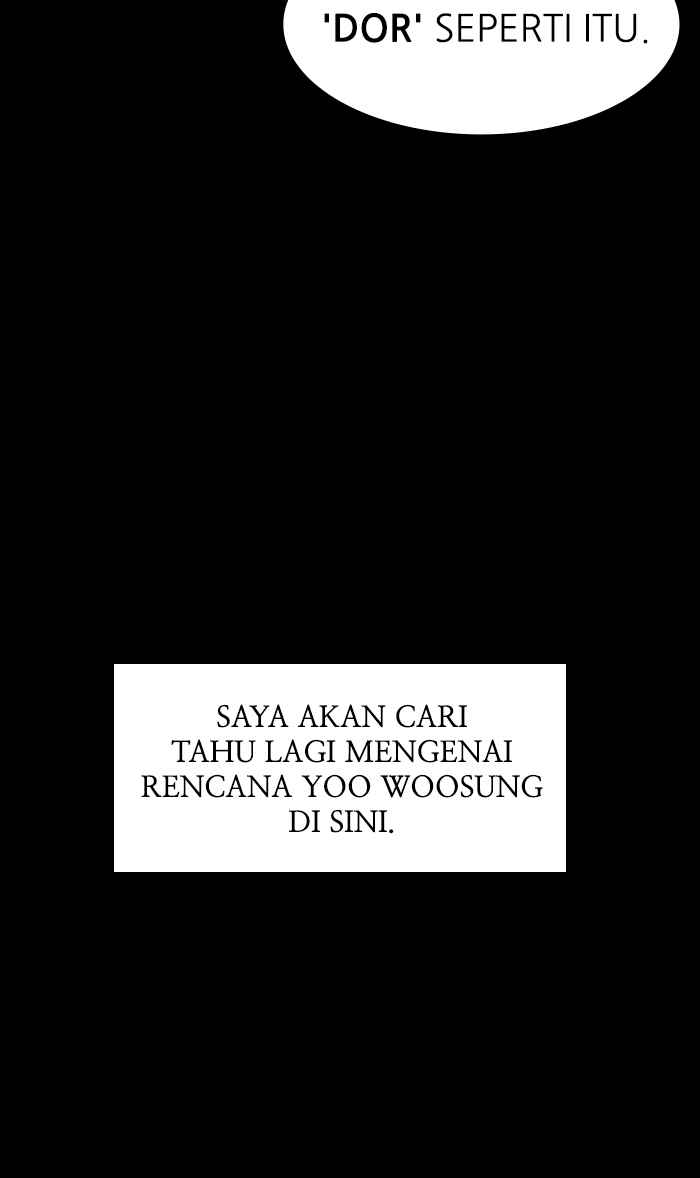 'DOR' SEPERTI ITU.
SAYA AKAN CARI
TAHU LAGI MENGENAI
RENCANA YOO WOOSUNG
DI SINI.